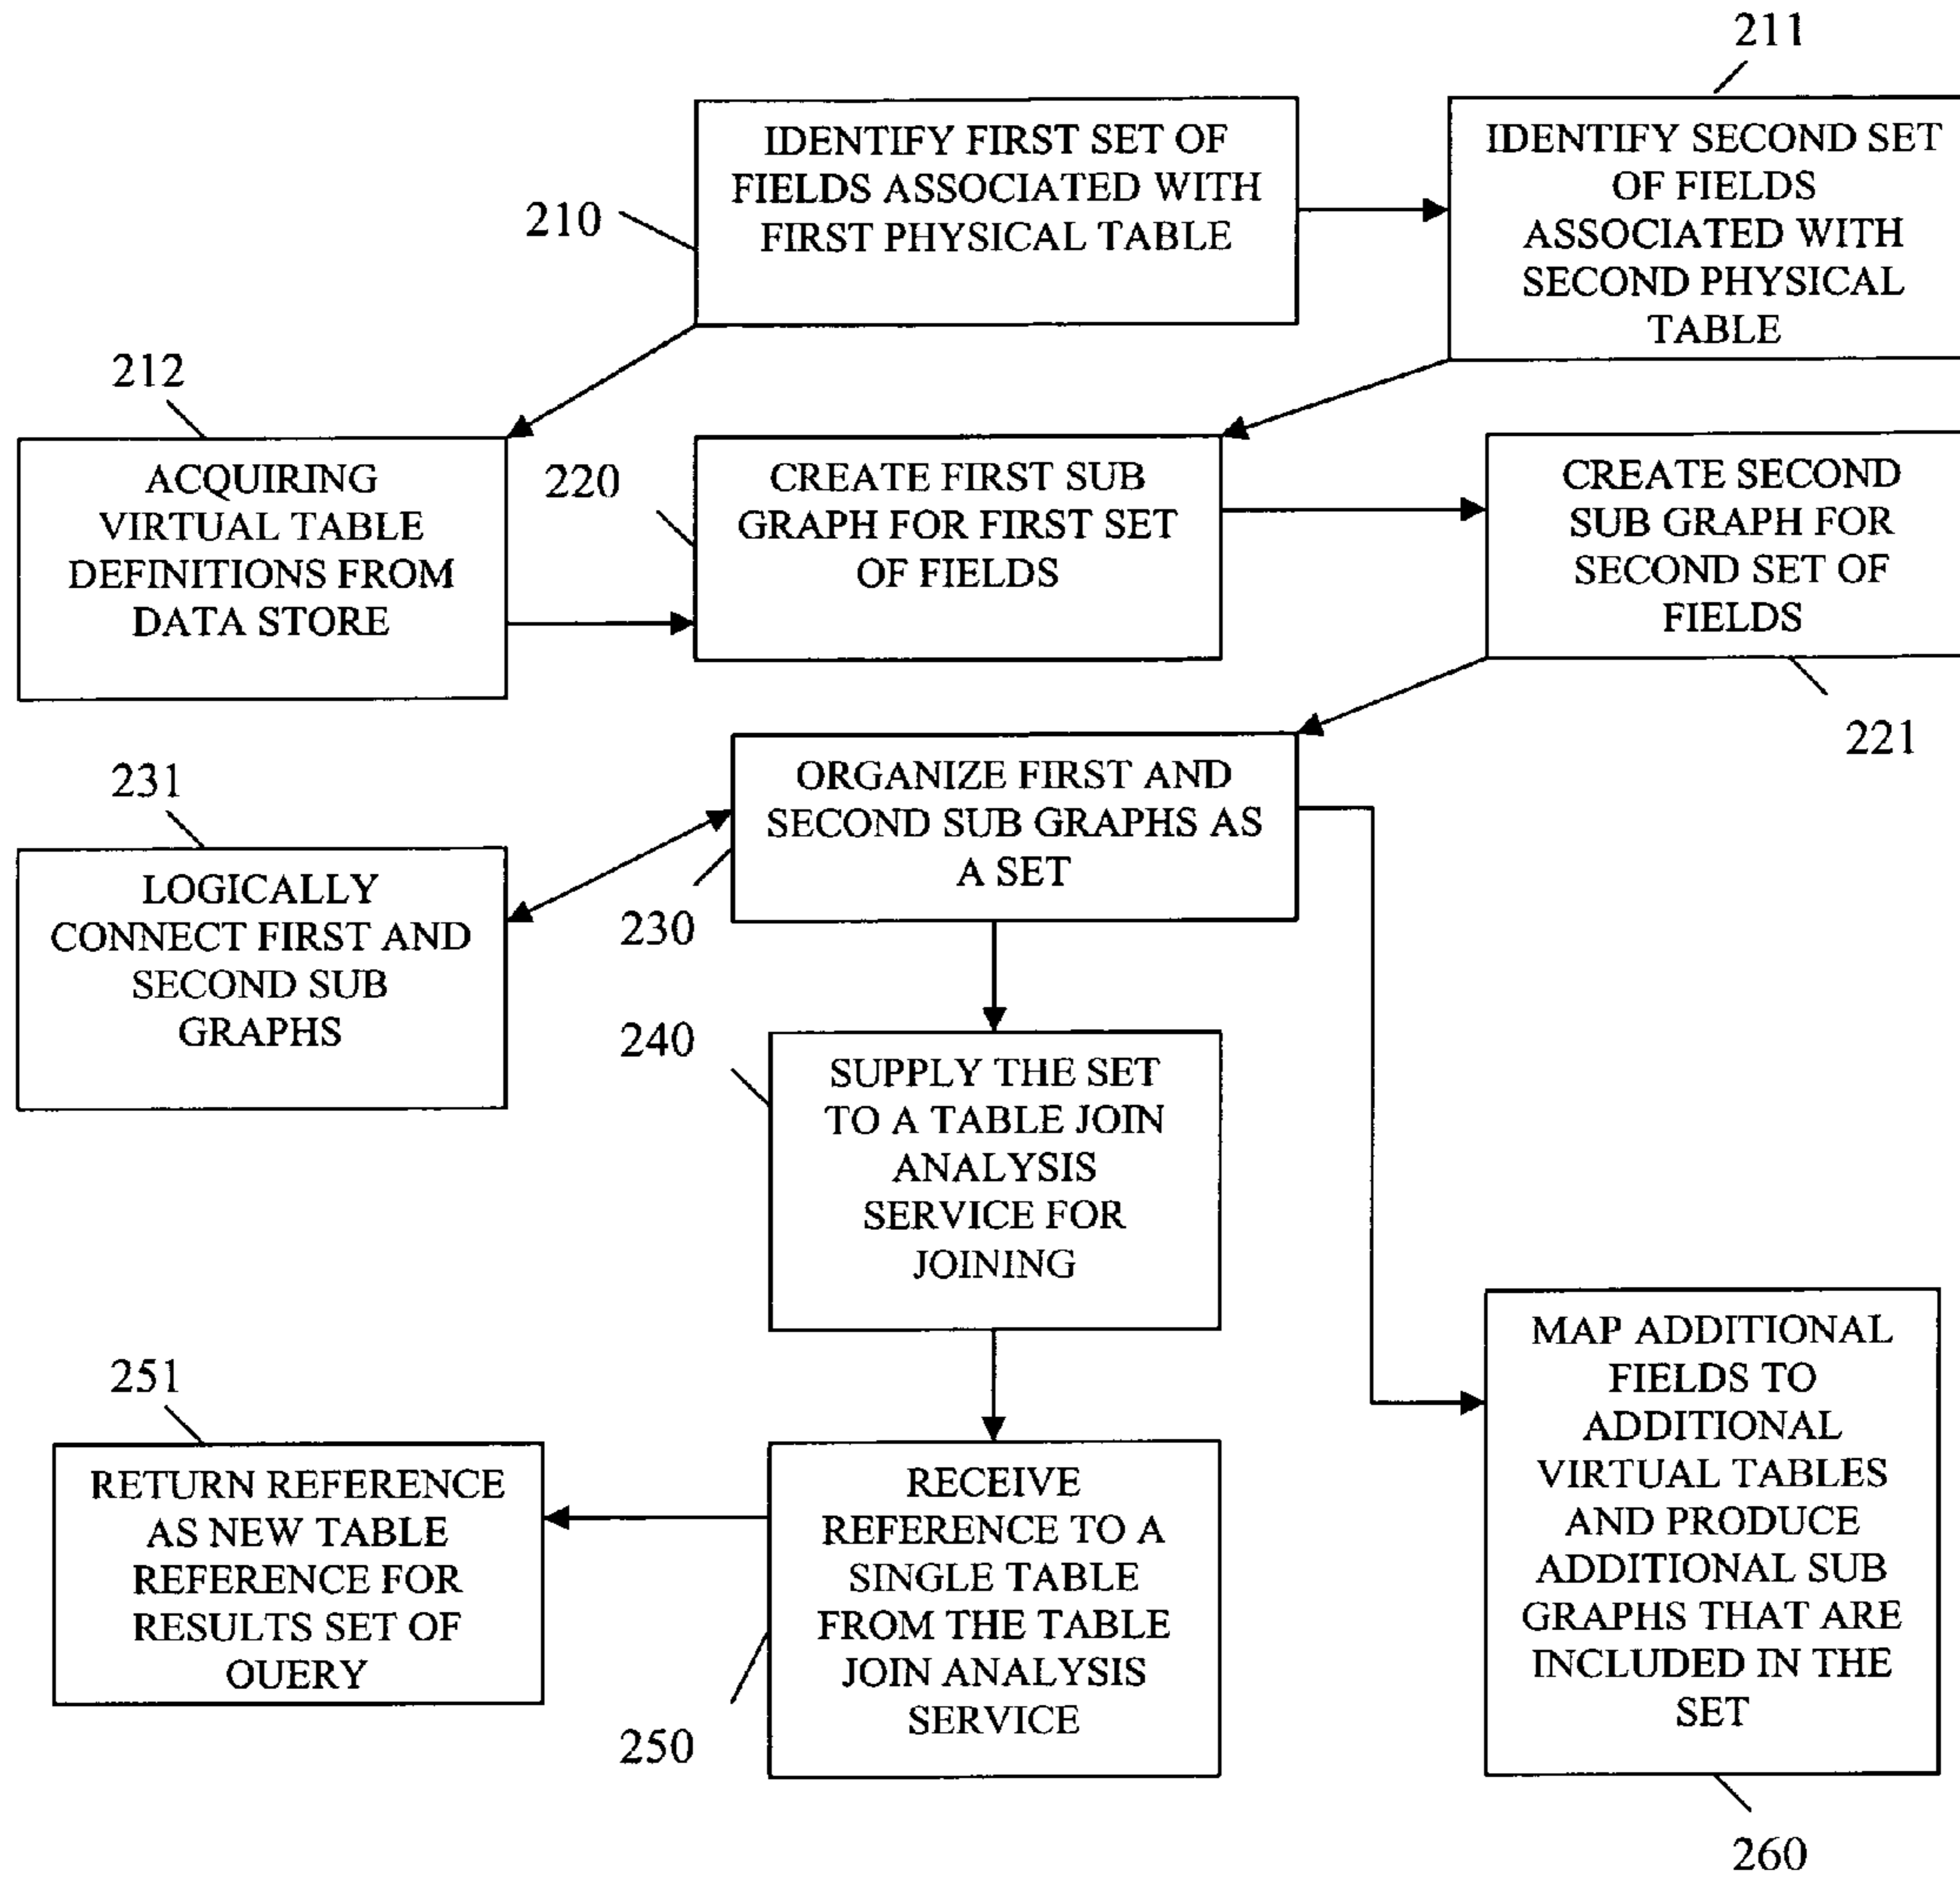 211
IDENTIFY FIRST SET OF
FIELDS ASSOCIATED WITH
FIRST PHYSICAL TABLE
210
IDENTIFY SECOND SET
OF FIELDS
ASSOCIATED WITH
SECOND PHYSICAL
TABLE
212
ACQUIRING
VIRTUAL TABLE
DEFINITIONS FROM
DATA STORE
220
CREATE FIRST SUB
GRAPH FOR FIRST SET
OF FIELDS
CREATE SECOND
SUB GRAPH FOR
SECOND SET OF
FIELDS
221
231
LOGICALLY
CONNECT FIRST AND
SECOND SUB
GRAPHS
ORGANIZE FIRST AND
SECOND SUB GRAPHS AS
A SET
230
240
SUPPLY THE SET
TO A TABLE JOIN
ANALYSIS
SERVICE FOR
JOINING
251
RETURN REFERENCE
AS NEW TABLE
REFERENCE FOR
RESULTS SET OF
QUERY
RECEIVE
REFERENCE TO A
SINGLE TABLE
FROM THE TABLE
JOIN ANALYSIS
SERVICE
250
MAP ADDITIONAL
FIELDS TO
ADDITIONAL
VIRTUAL TABLES
AND PRODUCE
ADDITIONAL SUB
GRAPHS THAT ARE
INCLUDED IN THE
SET
260